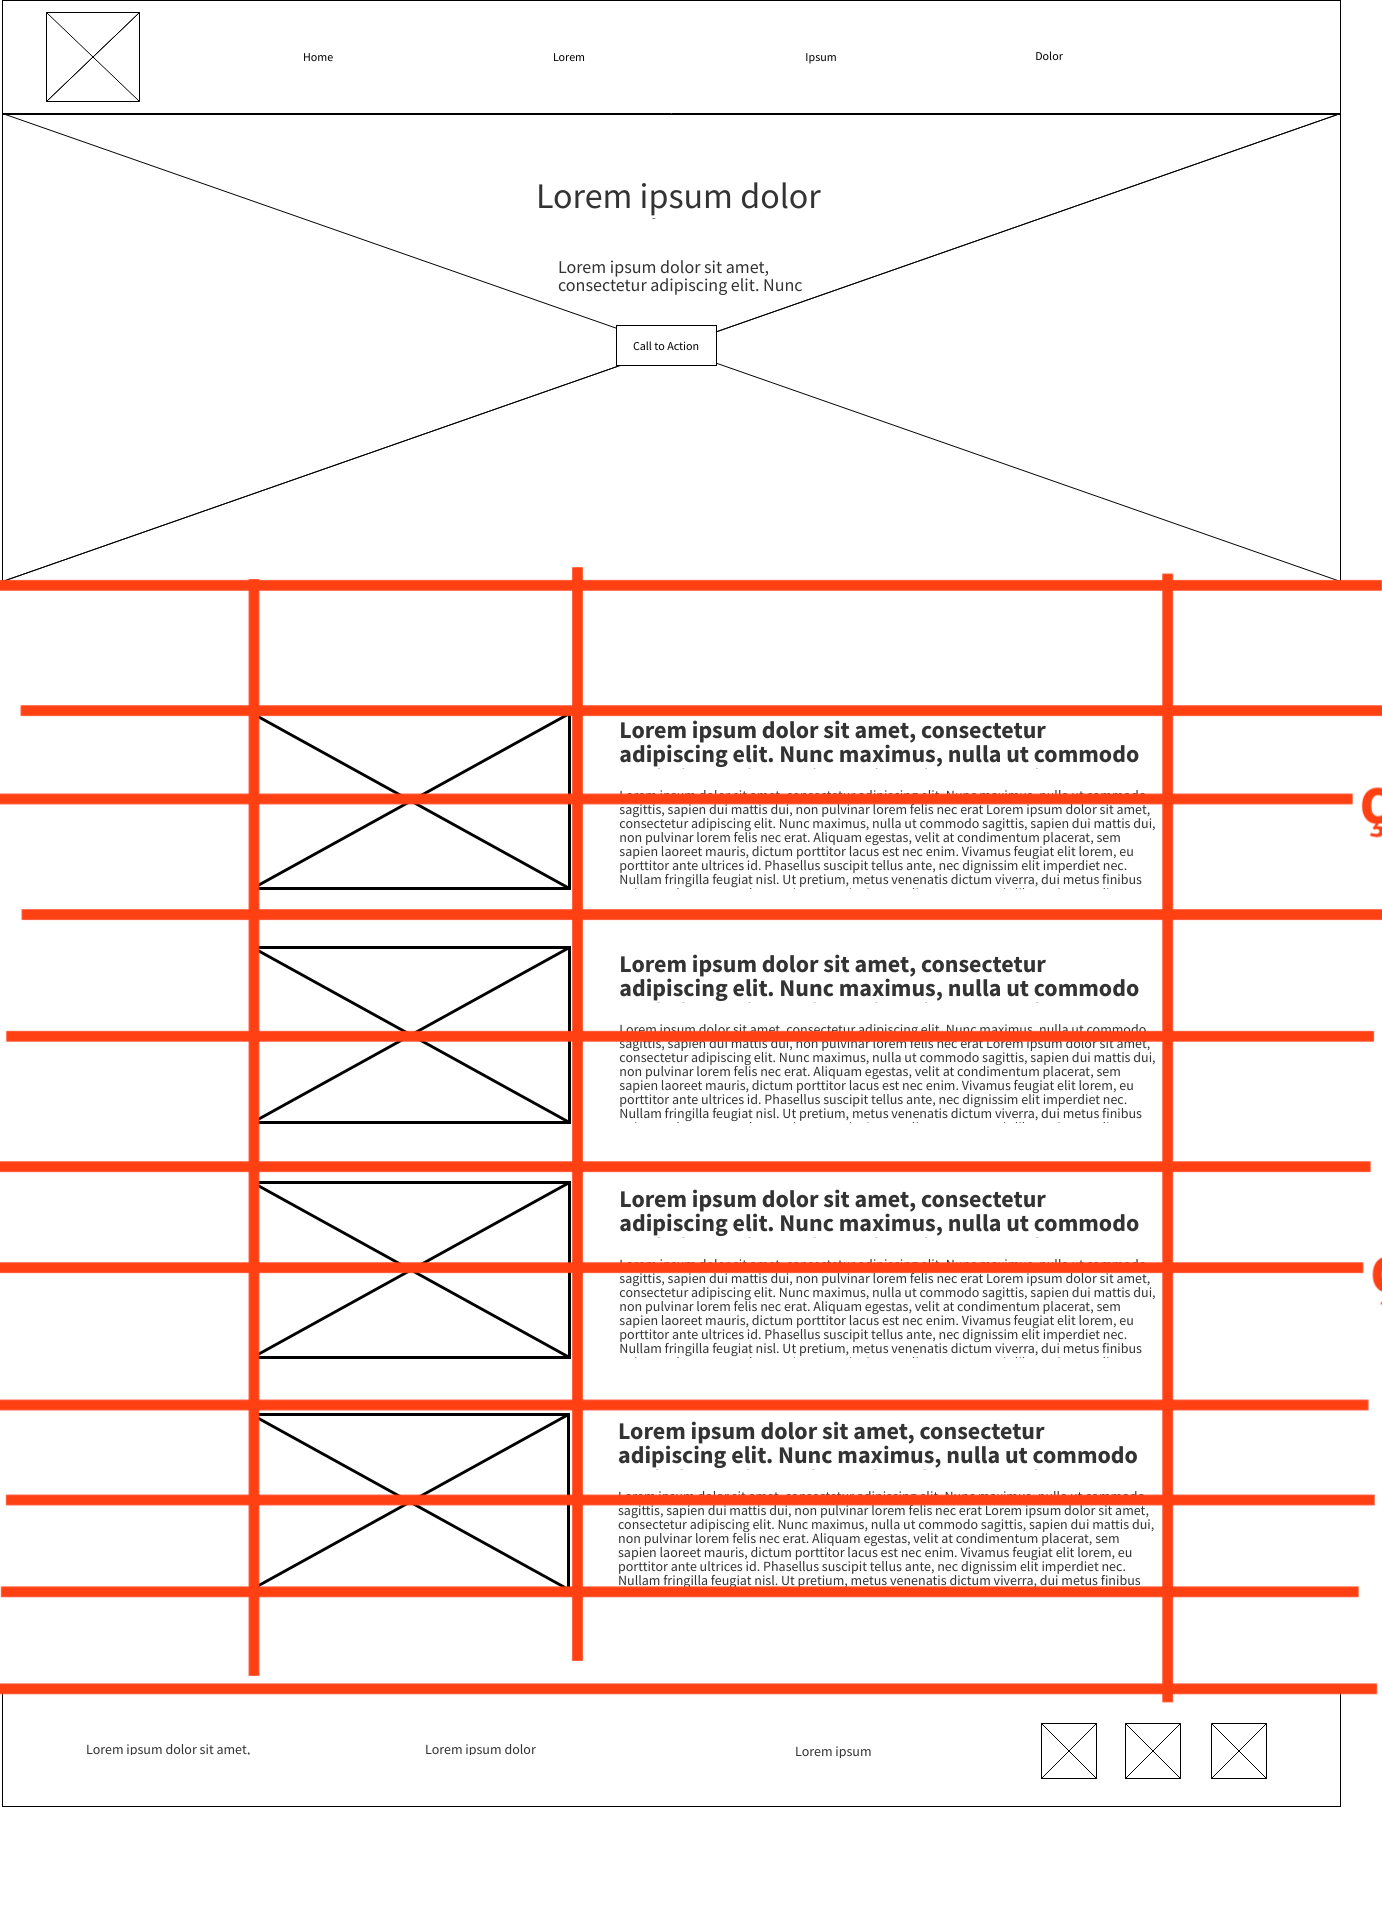 Home
Lorem
Ipsum
Dolor
Lorem ipsum dolor
Lorem ipsum dolor sit amet,
consectetur adipiscing elit. Nunc
Call to Action
Lorem ipsum dolor sit amet, consectetur
adipiscing elit. Nunc maximus, nulla ut commodo
sagittis, sapien dui mattis dui, non pulvinar lorem felis nec erat Lorem ipsum dolor sit amet,
consectetur adipiscing elit. Nunc maximus, nulla ut commodo sagittis, sapien dui mattis dui,
non pulvinar lorem felis nec erat. Aliquam egestas, velit at condimentum placerat, sem
sapien laoreet mauris, dictum porttitor lacus est nec enim. Vivamus feugiat elit lorem, eu
porttitor ante ultrices id. Phasellus suscipit tellus ante, nec dignissim elit imperdiet nec.
Nullam fringilla feugiat nisl. Ut pretium, metus venenatis dictum viverra, dui metus finibus
Lorem ipsum dolor sit amet, consectetur
adipiscing elit. Nunc maximus, nulla ut commodo
Lorem ipsum dolor sit amet, consectetur adipiscing elit. Nunc maximus, nulla ut commodo
sagittis, sapien dui mattis dui, non pulvinar lorem felis nec erat Lorem ipsum dolor sit amet,
consectetur adipiscing elit. Nunc maximus, nulla ut commodo sagittis, sapien dui mattis dui,
non pulvinar lorem felis nec erat. Aliquam egestas, velit at condimentum placerat, sem
sapien laoreet mauris, dictum porttitor lacus est nec enim. Vivamus feugiat elit lorem, eu
porttitor ante ultrices id. Phasellus suscipit tellus ante, nec dignissim elit imperdiet nec.
Nullam fringilla feugiat nisl. Ut pretium, metus venenatis dictum viverra, dui metus finibus
Lorem ipsum dolor sit amet, consectetur
adipiscing elit. Nunc maximus, nulla ut commodo
sagittis, sapien dui mattis dui, non pulvinar lorem felis nec erat Lorem ipsum dolor sit amet,
consectetur adipiscing elit. Nunc maximus, nulla ut commodo sagittis, sapien dui mattis dui,
non pulvinar lorem felis nec erat. Aliquam egestas, velit at condimentum placerat, sem
sapien laoreet mauris, dictum porttitor lacus est nec enim. Vivamus feugiat elit lorem, eu
porttitor ante ultrices id. Phasellus suscipit tellus ante, nec dignissim elit imperdiet nec.
Nullam fringilla feugiat nisl. Ut pretium, metus venenatis dictum viverra, dui metus finibus
Lorem ipsum dolor sit amet, consectetur
adipiscing elit. Nunc maximus, nulla ut commodo
sagittis, sapien dui mattis dui, non pulvinar lorem felis nec erat Lorem ipsum dolor sit amet,
consectetur adipiscing elit. Nunc maximus, nulla ut commodo sagittis, sapien dui mattis dui,
non pulvinar lorem felis nec erat. Aliquam egestas, velit at condimentum placerat, sem
sapien laoreet mauris, dictum porttitor lacus est nec enim. Vivamus feugiat elit lorem, eu
porttitor ante ultrices id. Phasellus suscipit tellus ante, nec dignissim elit imperdiet nec.
Nullam fringilla feugiat nisl. Ut pretium, metus venenatis dictum viverra, dui metus finibus
Lorem ipsum dolor sit amet,
Lorem ipsum dolor
Lorem ipsum